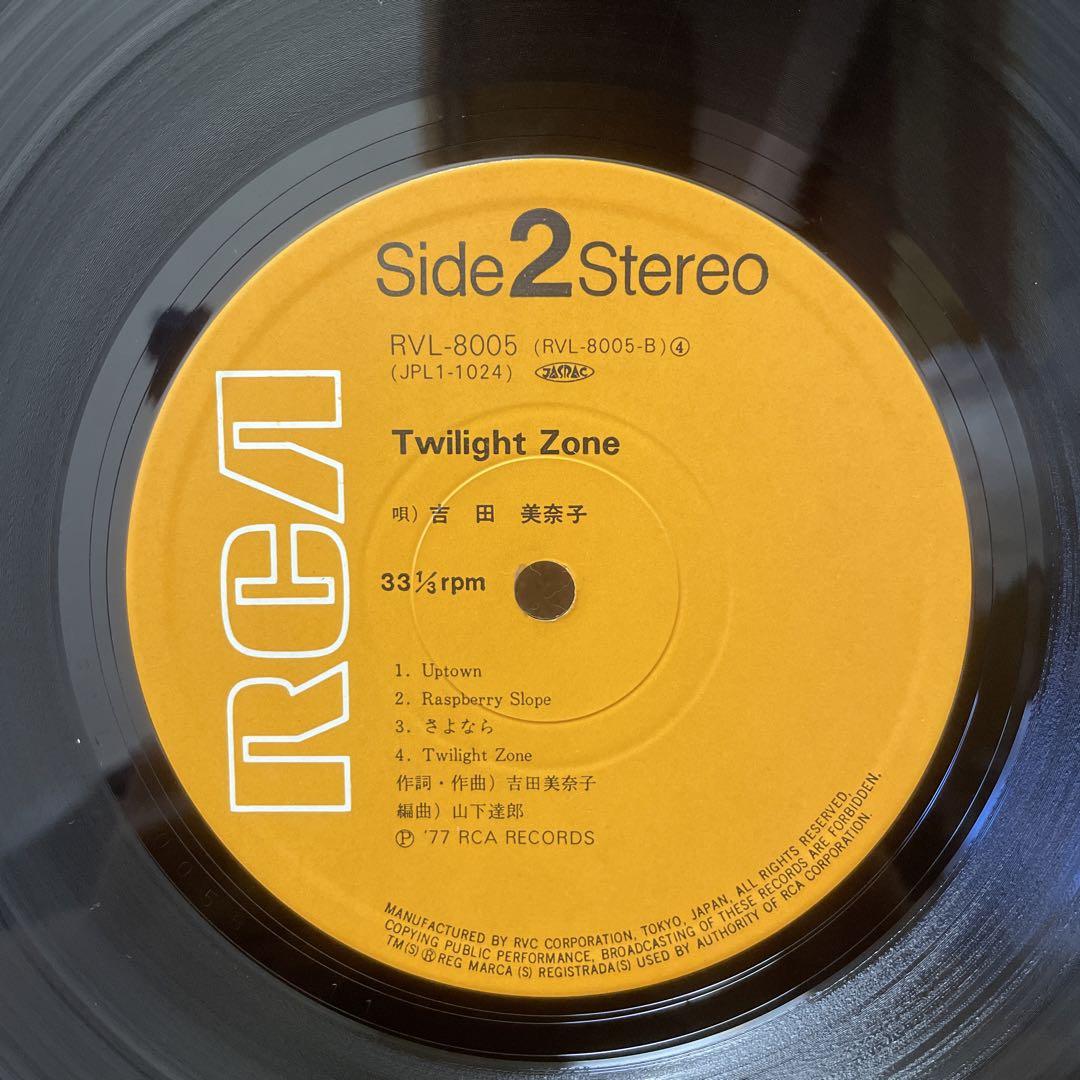 Side 2 Stereo
RVL-8005 (RVL-8005-B)④
(JPL1-1024) JASRAC
RCA
Twilight Zone
唄) 吉田 美奈子
33 1/3 rpm
1. Uptown
2. Raspberry Slope
3. さよなら
4. Twilight Zone
作詞・作曲) 吉田美奈子
編曲) 山下達郎
Ⓟ '77 RCA RECORDS
MANUFACTURED BY RVC CORPORATION, TOKYO, JAPAN, ALL RIGHTS RESERVED,
COPYING PUBLIC PERFORMANCE, BROADCASTING OF THESE RECORDS ARE FORBIDDEN.
TM(S) ® REG MARCA (S) REGISTRADA(S) USED BY AUTHORITY OF RCA CORPORATION.